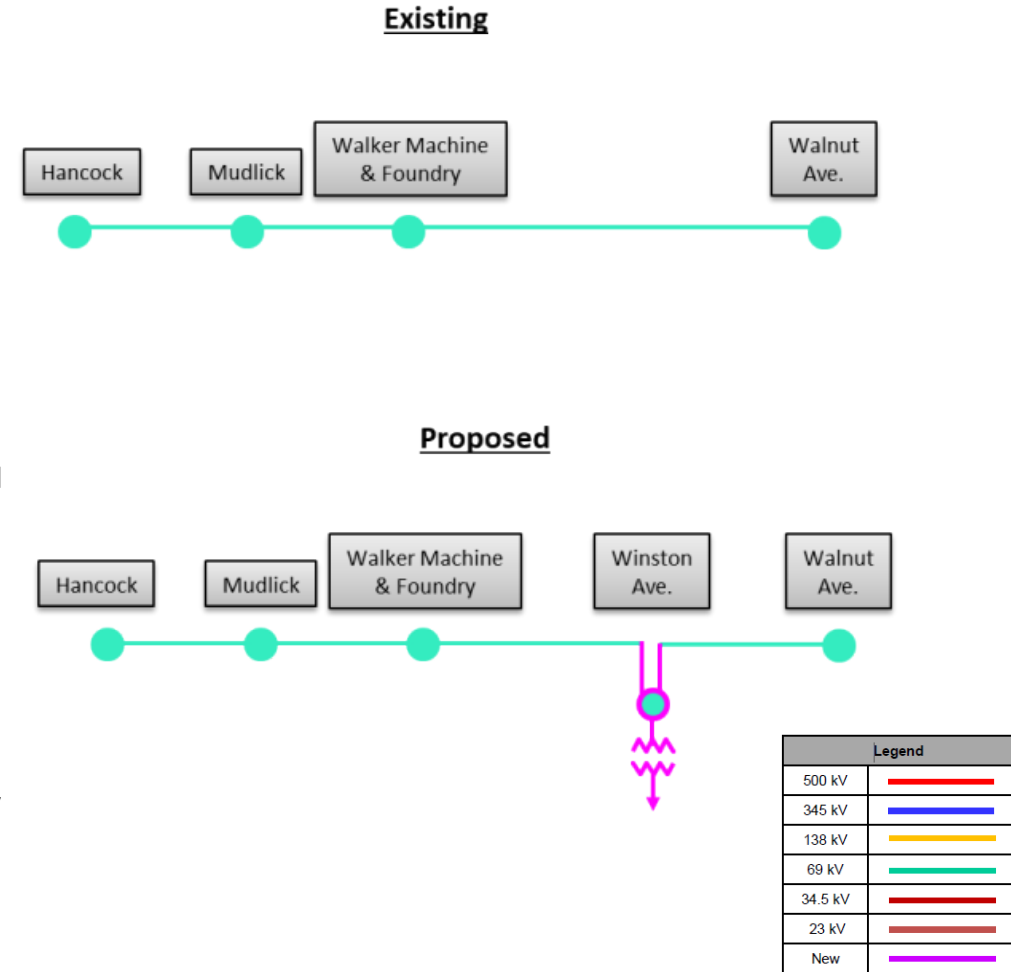 Existing
Hancock
Mudlick
Walker Machine
& Foundry
Walnut
Ave.
Proposed
Hancock
Mudlick
Walker Machine
& Foundry
Winston
Ave.
Walnut
Ave.
Legend
500 kV
345 kV
138 kV
69 kV
34.5 kV
23 kV
New